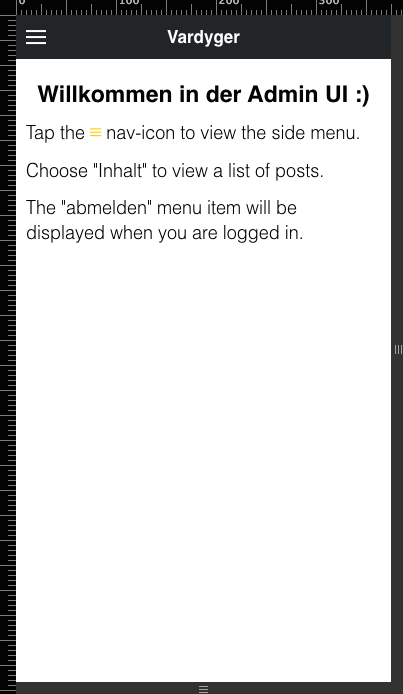 0 100 200 300
Vardyger
Willkommen in der Admin UI :)
Tap the ≡ nav-icon to view the side menu.
Choose "Inhalt" to view a list of posts.
The "abmelden" menu item will be
displayed when you are logged in.